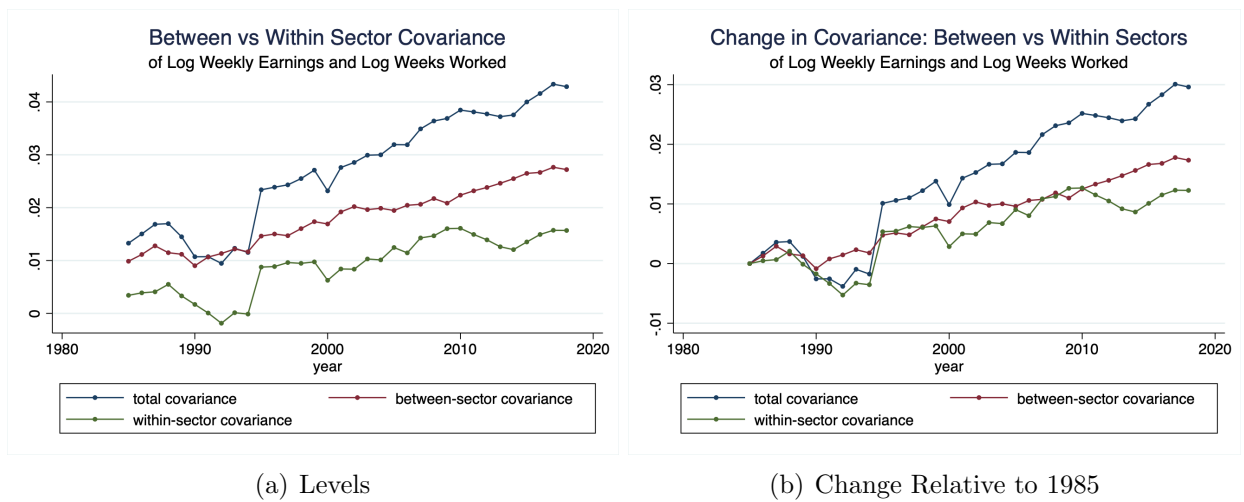 Between vs Within Sector Covariance
of Log Weekly Earnings and Log Weeks Worked
.04
.03
.02
.01
0
1980
1990
2000
2010
2020
year
total covariance
between-sector covariance
within-sector covariance
(a) Levels
Change in Covariance: Between vs Within Sectors
of Log Weekly Earnings and Log Weeks Worked
.03
.02
.01
0
-.01
1980
1990
2000
2010
2020
year
total covariance
between-sector covariance
within-sector covariance
(b) Change Relative to 1985